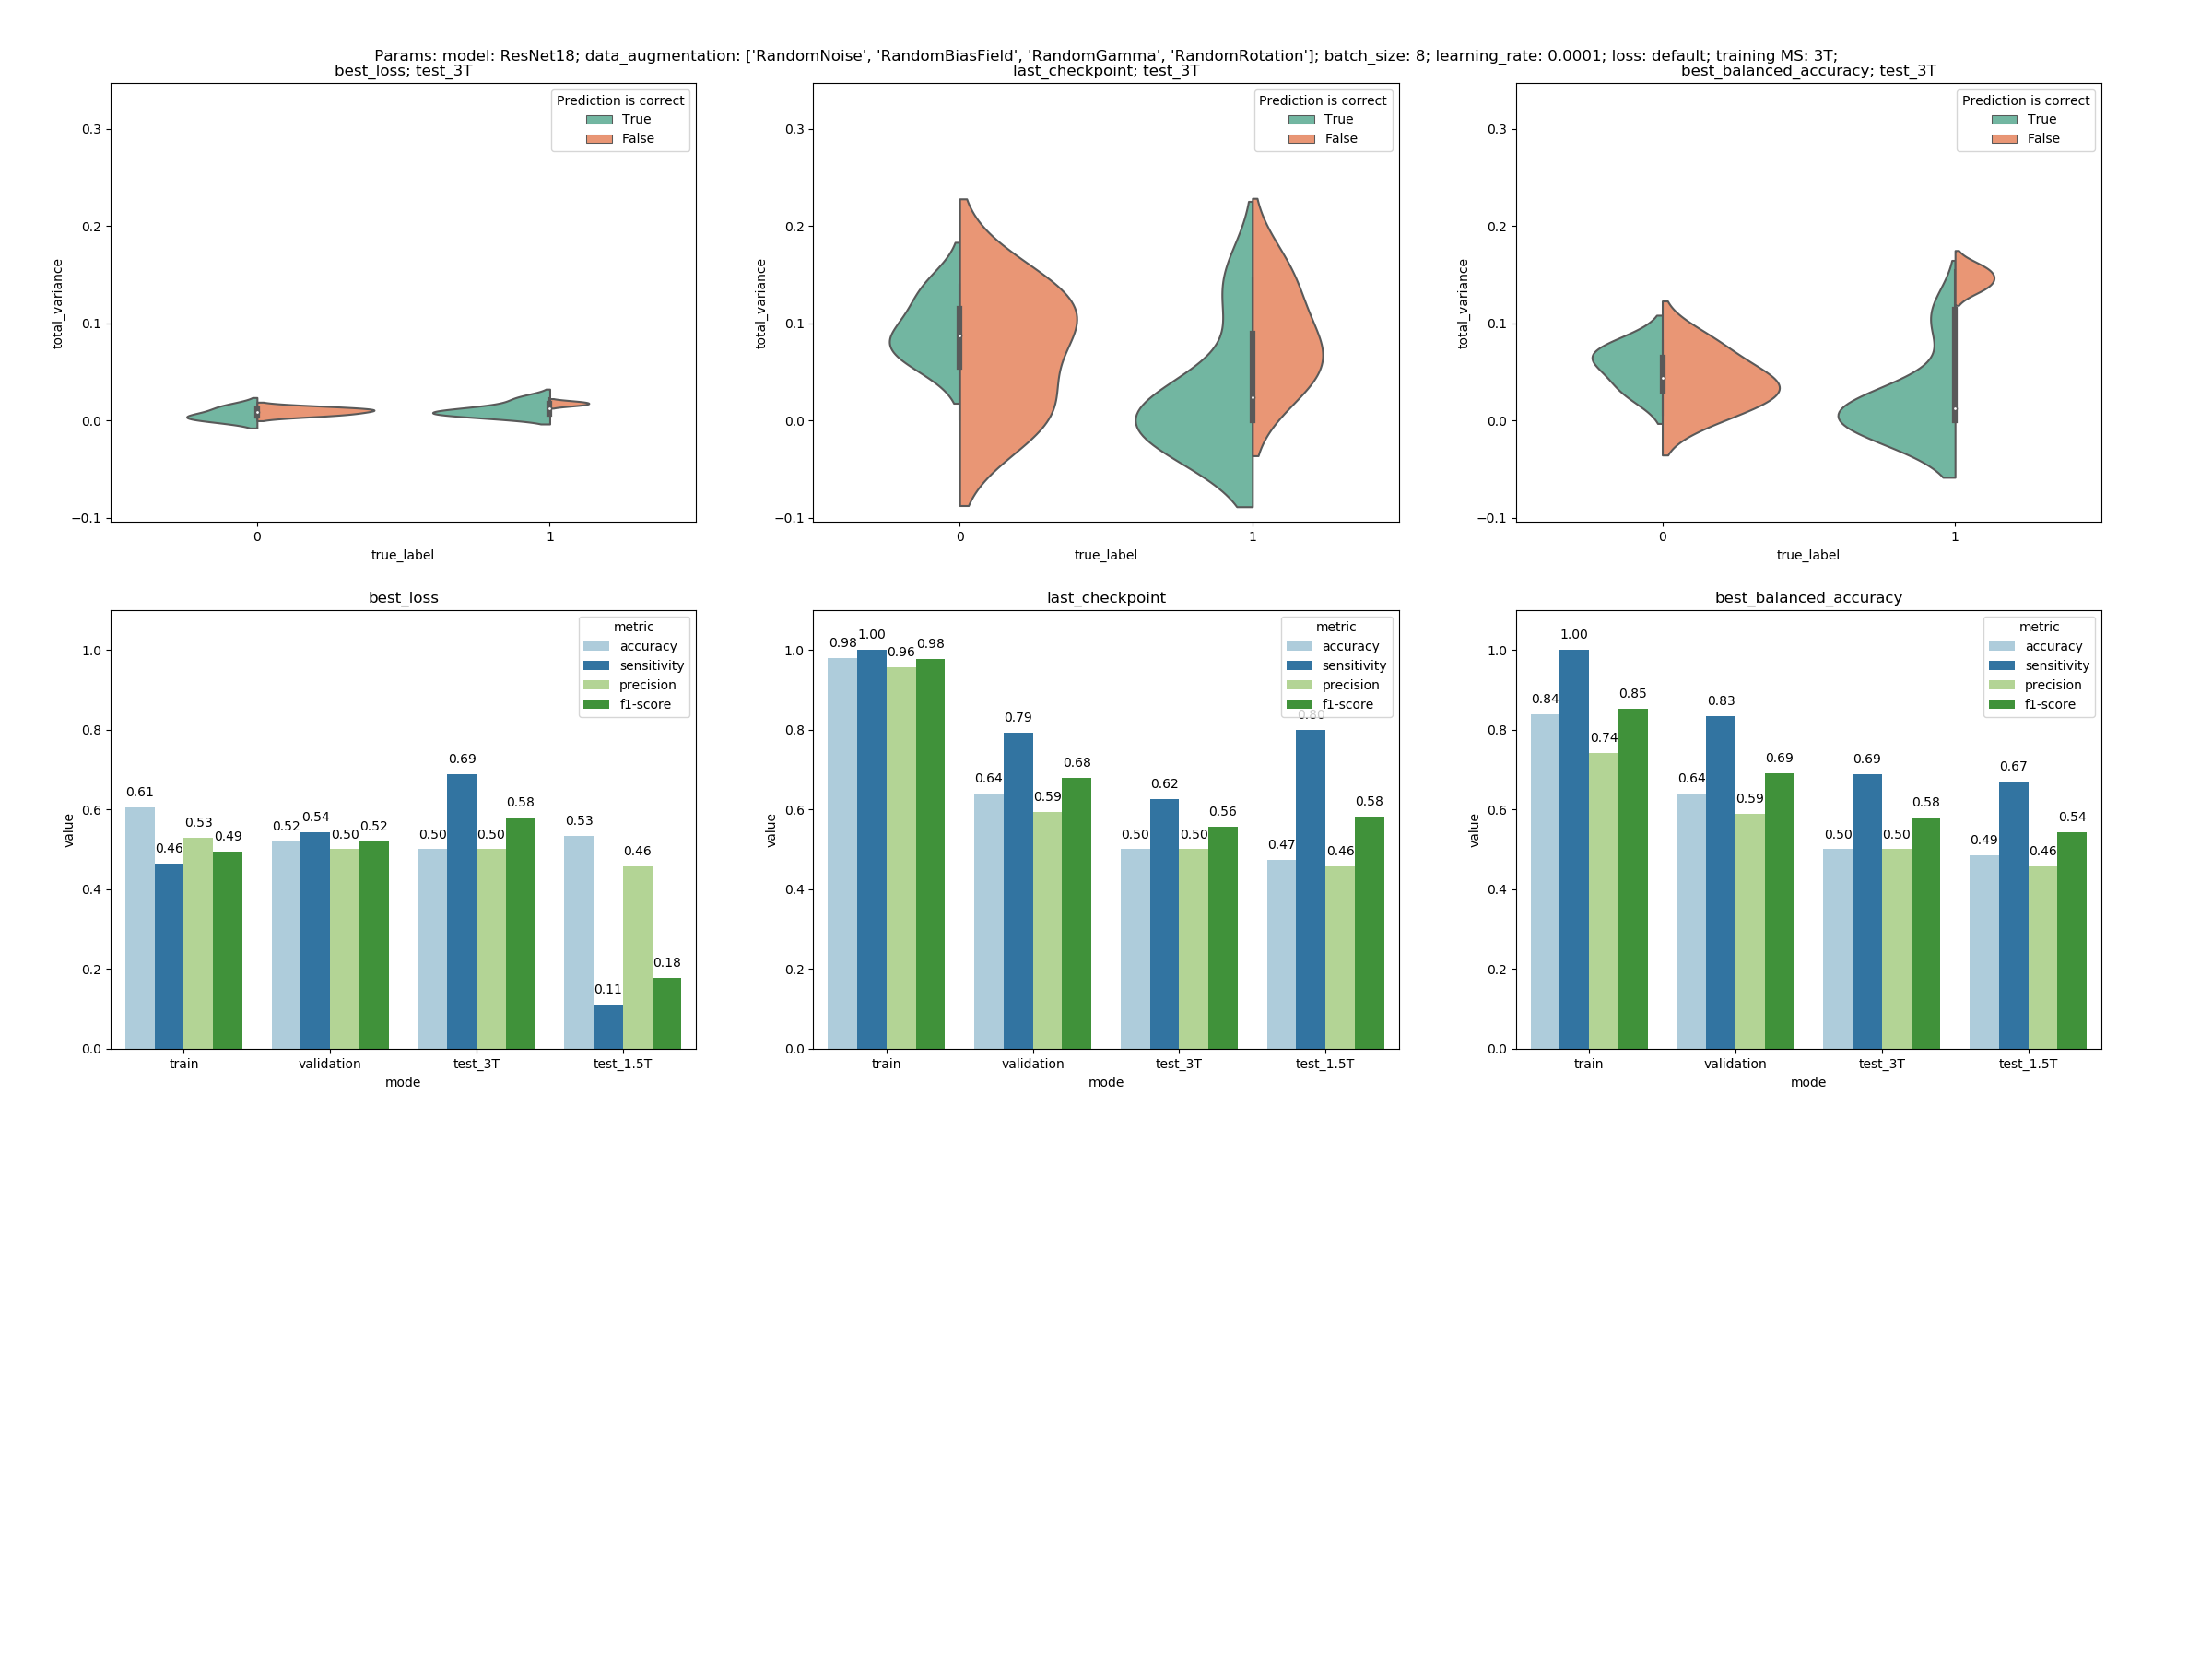 Params: model: ResNet18; data_augmentation: ['RandomNoise', 'RandomBiasField', 'RandomGamma', 'RandomRotation']; batch_size: 8; learning_rate: 0.0001; loss: default; training MS: 3T;
best_loss; test_3T
Prediction is correct
True
False
0.3
0.2
0.1
0.0
−0.1
total_variance
0
1
true_label
last_checkpoint; test_3T
Prediction is correct
True
False
0.3
0.2
0.1
0.0
−0.1
total_variance
0
1
true_label
best_balanced_accuracy; test_3T
Prediction is correct
True
False
0.3
0.2
0.1
0.0
−0.1
total_variance
0
1
true_label
best_loss
metric
accuracy
sensitivity
precision
f1-score
1.0
0.8
0.6
0.4
0.2
0.0
value
0.61
0.46
0.53
0.49
0.52
0.54
0.50
0.52
0.50
0.69
0.50
0.58
0.53
0.11
0.46
0.18
train
validation
test_3T
test_1.5T
mode
last_checkpoint
metric
accuracy
sensitivity
precision
f1-score
1.0
0.8
0.6
0.4
0.2
0.0
value
0.98
1.00
0.96
0.98
0.64
0.79
0.59
0.68
0.50
0.62
0.50
0.56
0.47
0.80
0.46
0.58
train
validation
test_3T
test_1.5T
mode
best_balanced_accuracy
metric
accuracy
sensitivity
precision
f1-score
1.0
0.8
0.6
0.4
0.2
0.0
value
0.84
1.00
0.74
0.85
0.64
0.83
0.59
0.69
0.50
0.69
0.50
0.58
0.49
0.67
0.46
0.54
train
validation
test_3T
test_1.5T
mode